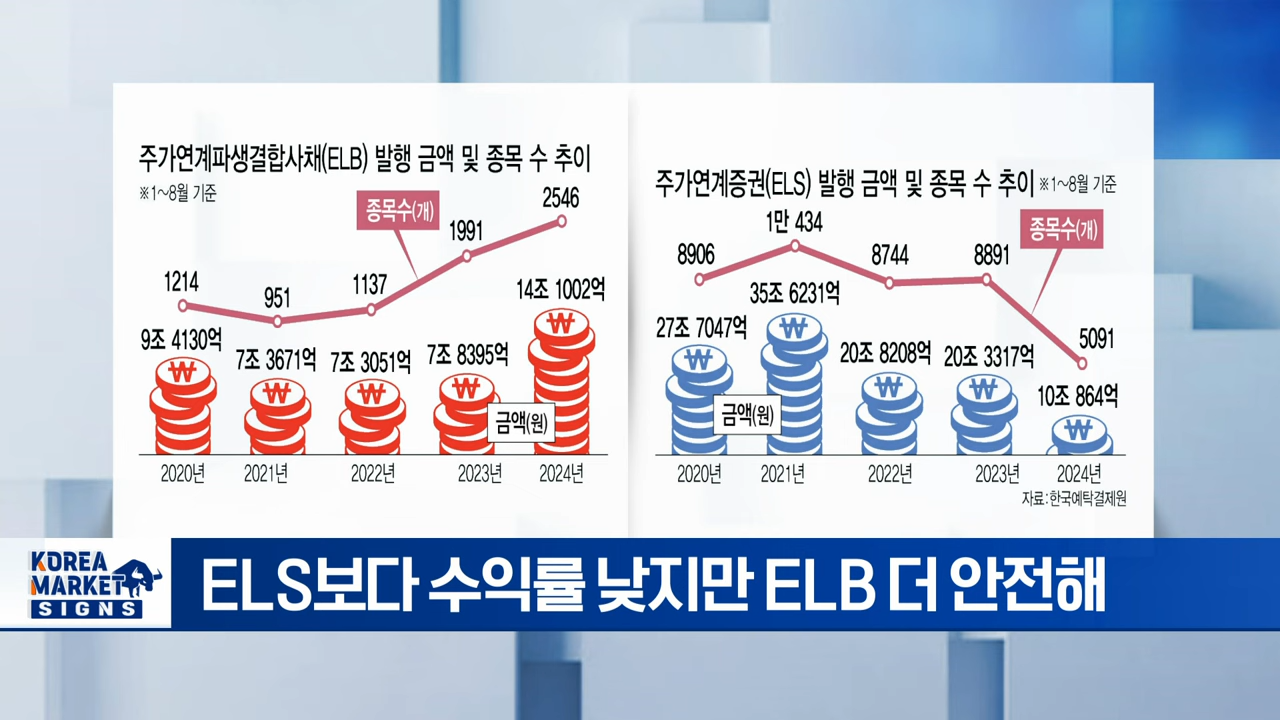 주가연계파생결합사채(ELB) 발행 금액 및 종목 수 추이
※1~8월 기준
종목수(개)
1214
951
1137
1991
2546
9조 4130억
7조 3671억
7조 3051억
7조 8395억
14조 1002억
금액(원)
2020년
2021년
2022년
2023년
2024년
주가연계증권(ELS) 발행 금액 및 종목 수 추이 ※1~8월 기준
종목수(개)
8906
1만 434
8744
8891
5091
27조 7047억
35조 6231억
20조 8208억
20조 3317억
10조 864억
금액(원)
2020년
2021년
2022년
2023년
2024년
자료:한국예탁결제원
KOREA
MARKET
SIGNS
ELS보다 수익률 낮지만 ELB 더 안전해